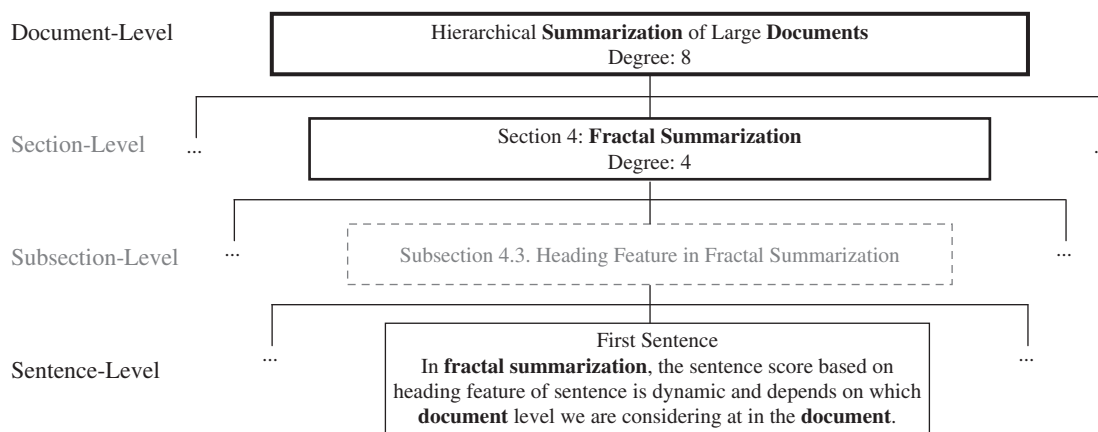 Document-Level
Hierarchical Summarization of Large Documents
Degree: 8
Section-Level
...
Section 4: Fractal Summarization
Degree: 4
...
Subsection-Level
...
Subsection 4.3. Heading Feature in Fractal Summarization
...
Sentence-Level
...
First Sentence
In fractal summarization, the sentence score based on
heading feature of sentence is dynamic and depends on which
document level we are considering at in the document.
...